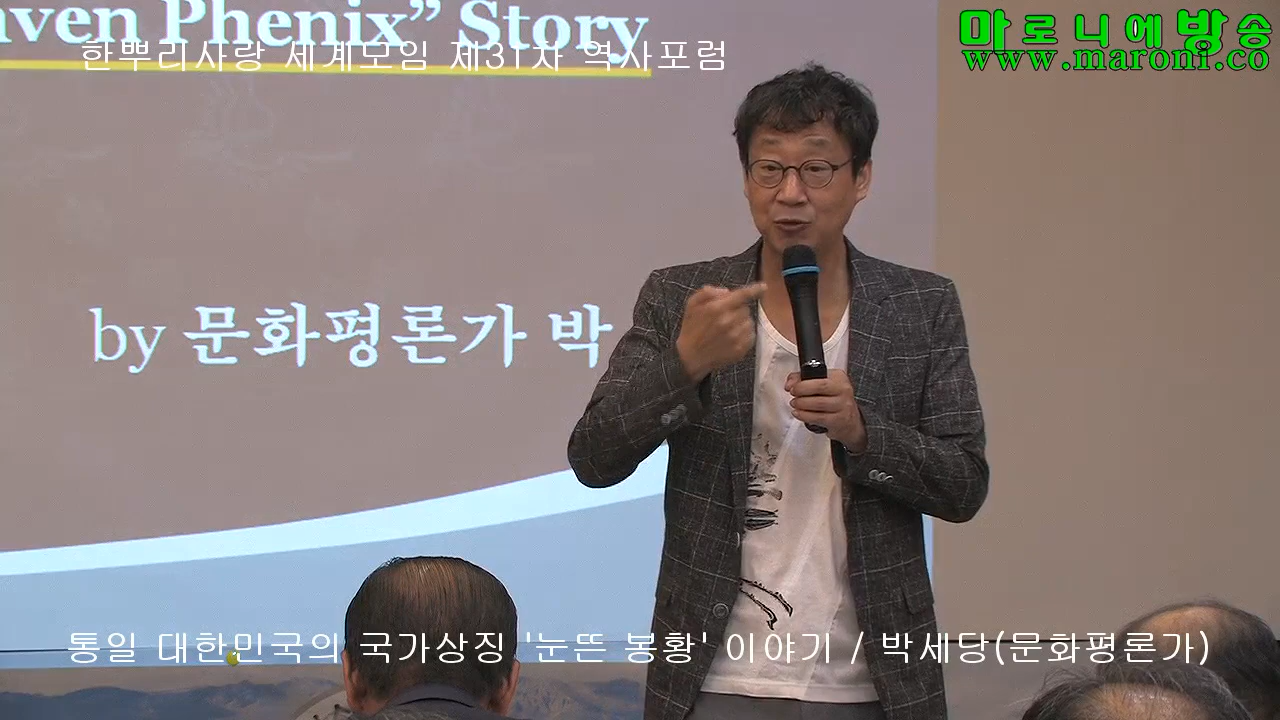 aven Phenix” Story
한뿌리사랑 세계모임 제31차 역사포럼
마로니에방송
www.maroni.co
by 문화평론가 박
통일 대한민국의 국가상징 '눈뜬 봉황' 이야기 / 박세당(문화평론가)